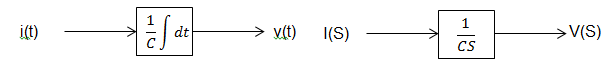 i(t) 1/C ∫ dt v(t) I(S) 1/CS V(S)